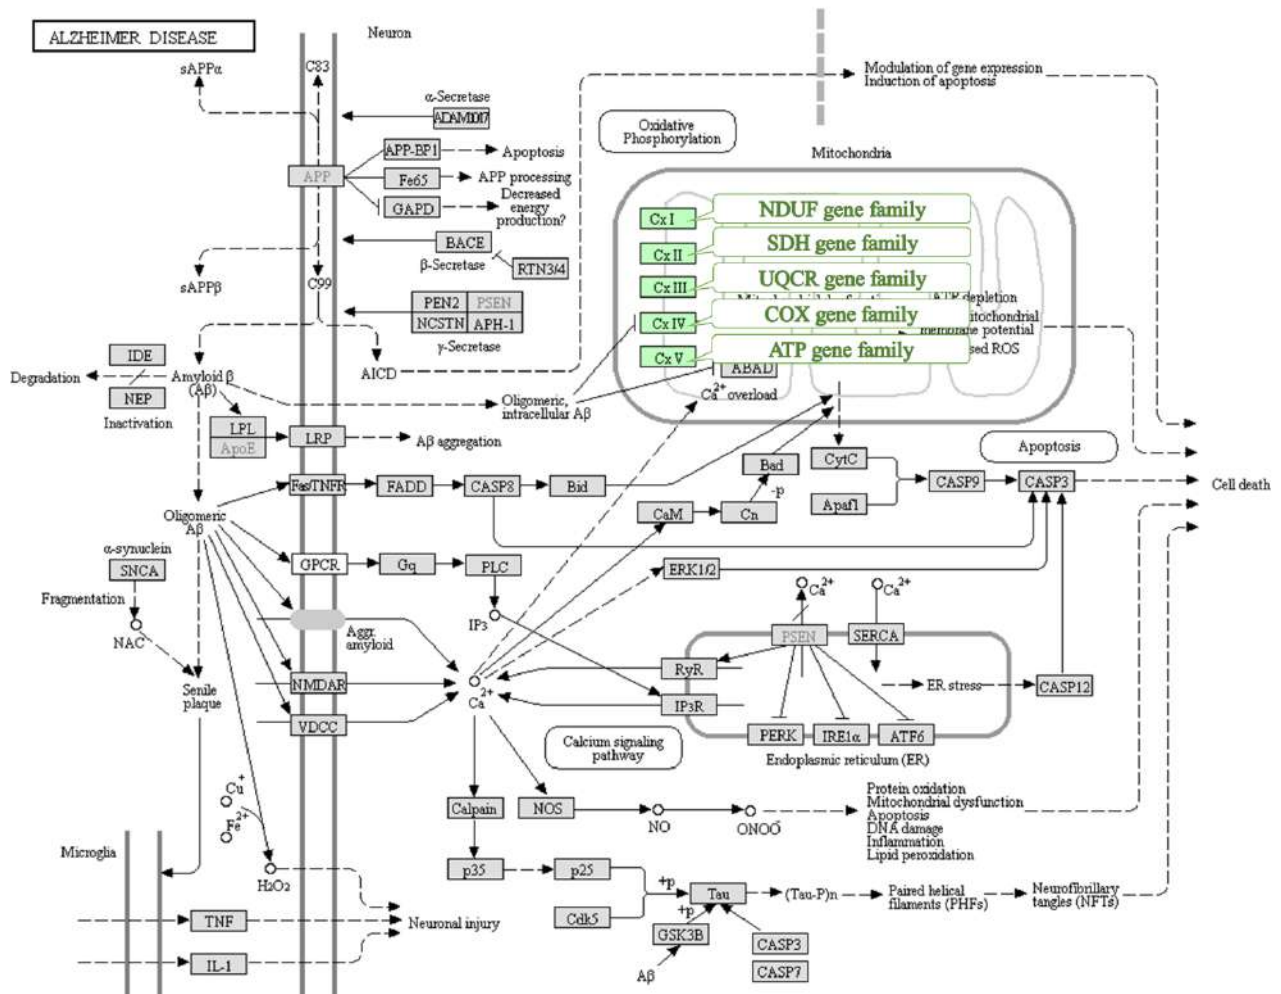 ALZHEIMER DISEASE
Neuron
sAPPα
C83
α-Secretase
ADAM10/17
Modulation of gene expression
Induction of apoptosis
Oxidative
Phosphorylation
Mitochondria
APP
APP-BP1
Apoptosis
Fe65
APP processing
GAPD
Decreased
energy
production?
BACE
β-Secretase
RTN3/4
sAPPβ
C99
PEN2
PSEN
NCSTN
APH-1
γ-Secretase
Cx I
NDUF gene family
Cx II
SDH gene family
Cx III
UQCR gene family
Cx IV
COX gene family
Cx V
ATP gene family
depletion
mitochondrial
membrane potential
ROS
ABAD
Ca2+ overload
IDE
Degradation
Amyloid β
(Aβ)
NEP
Inactivation
AICD
Oligomeric,
intracellular Aβ
LPL
ApoE
LRP
Aβ aggregation
Apoptosis
Fas/TNFR
FADD
CASP8
Bid
Bad
-p
CytC
Apaf1
CASP9
CASP3
Cell death
CaM
Cn
Oligomeric
Aβ
α-synuclein
SNCA
Fragmentation
NAC
GPCR
Gq
PLC
ERK1/2
IP3
Aggr.
amyloid
Ca2+
Ca2+
PSEN
SERCA
RyR
IP3R
ER stress
CASP12
Senile
plaque
NMDAR
VDCC
Ca2+
PERK
IRE1α
ATF6
Endoplasmic reticulum (ER)
Calcium signaling
pathway
Cu+
Fe2+
H2O2
Calpain
NOS
NO
ONOO-
Protein oxidation
Mitochondrial dysfunction
Apoptosis
DNA damage
Inflammation
Lipid peroxidation
Microglia
p35
p25
Cdk5
+p
Tau
(Tau-P)n
Paired helical
filaments (PHFs)
Neurofibrillary
tangles (NFTs)
+p
GSK3B
Aβ
CASP3
CASP7
TNF
IL-1
Neuronal injury